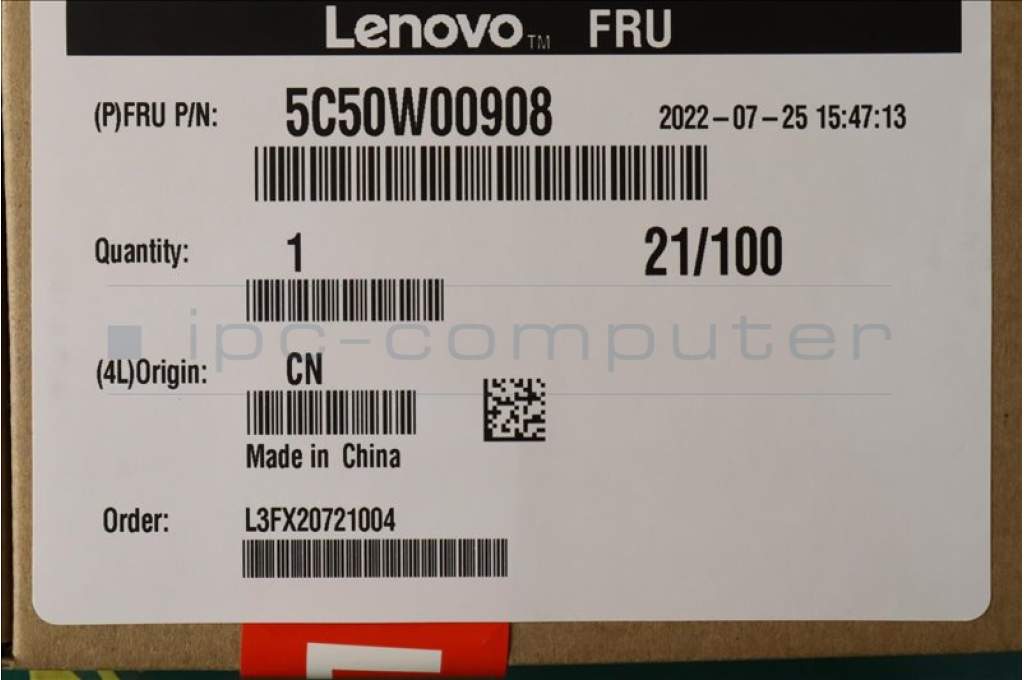 Lenovo™ FRU
(P)FRU P/N: 5C50W00908 2022-07-25 15:47:13
Quantity: 1 21/100
ipc-computer
(4L)Origin: CN
Made in China
Order: L3FX20721004